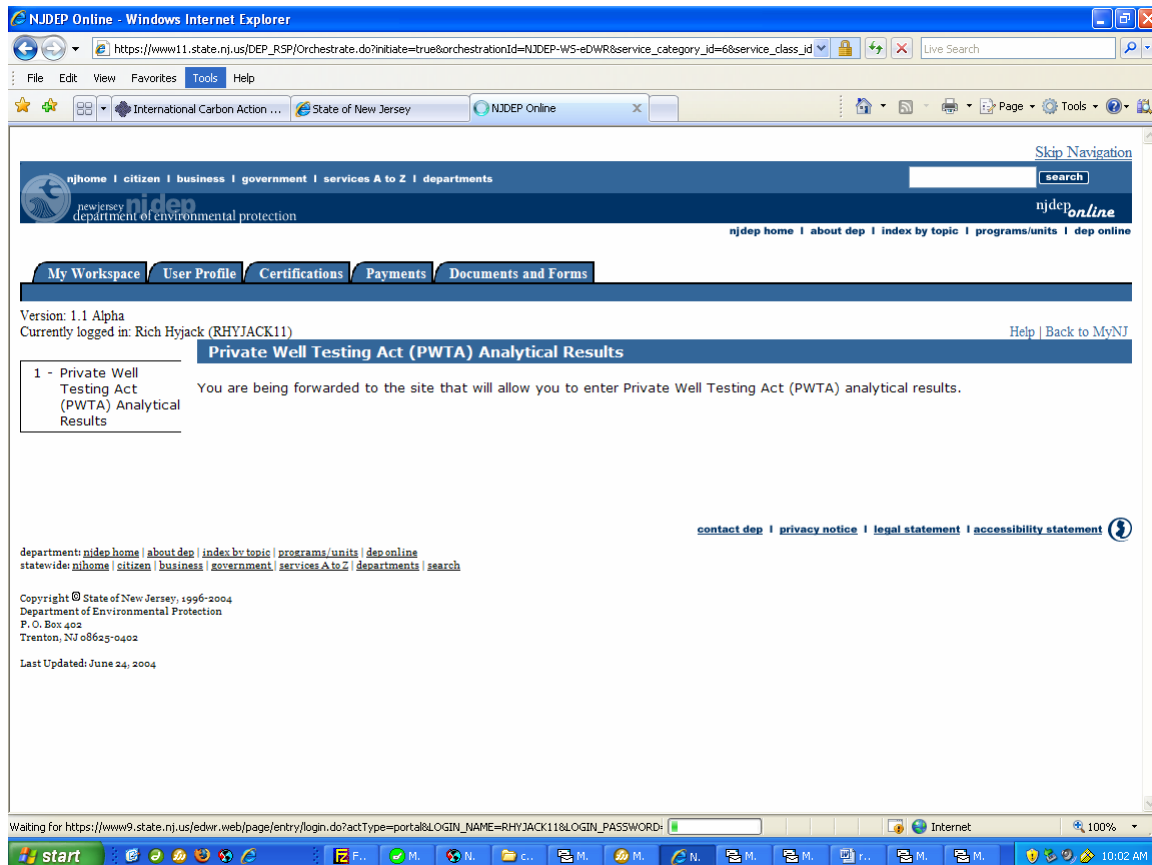 NJDEP Online - Windows Internet Explorer
https://www11.state.nj.us/DEP_RSP/Orchestrate.do?initiate=true&orchestrationId=NJDEP-WS-eDWR&service_category_id=6&service_class_id
Live Search
File Edit View Favorites Tools Help
International Carbon Action ... State of New Jersey NJDEP Online Page Tools
Skip Navigation
njhome I citizen I business I government I services A to Z I departments search
newjersey njdep
department of environmental protection
njdeponline
njdep home I about dep I index by topic I programs/units I dep online
My Workspace User Profile Certifications Payments Documents and Forms
Version: 1.1 Alpha
Currently logged in: Rich Hyjack (RHYJACK11) Help | Back to MyNJ
Private Well Testing Act (PWTA) Analytical Results
1 - Private Well
Testing Act
(PWTA) Analytical
Results
You are being forwarded to the site that will allow you to enter Private Well Testing Act (PWTA) analytical results.
contact dep I privacy notice I legal statement I accessibility statement
department: njdep home | about dep | index by topic | programs/units | dep online
statewide: njhome | citizen | business | government | services A to Z | departments | search
Copyright © State of New Jersey, 1996-2004
Department of Environmental Protection
P. O. Box 402
Trenton, NJ 08625-0402
Last Updated: June 24, 2004
Waiting for https://www9.state.nj.us/edwr.web/page/entry/login.do?actType=portal&LOGIN_NAME=RHYJACK11&LOGIN_PASSWORD= Internet 100%
start F.. M. N. c.. M. M. N. M. M. r.. M. M. 10:02 AM